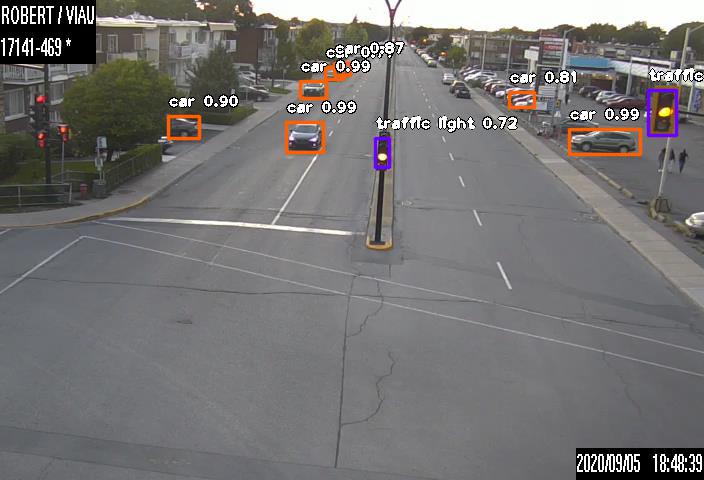 ROBERT / VIAU
17141-469 *
car 0.87
car 0.99
car 0.81
traffic
car 0.90
car 0.99
car 0.99
traffic light 0.72
2020/09/05 18:48:39